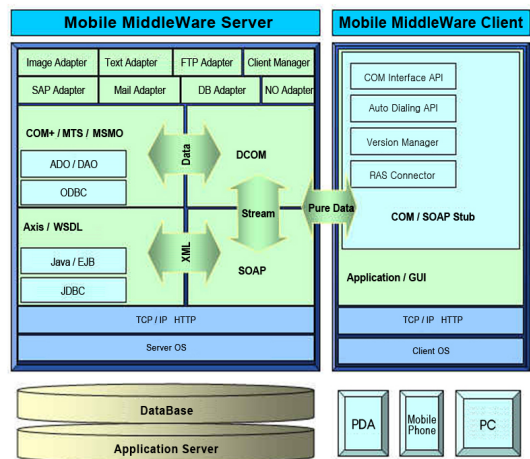 Mobile MiddleWare Server
Mobile MiddleWare Client
Image Adapter
Text Adapter
FTP Adapter
Client Manager
SAP Adapter
Mail Adapter
DB Adapter
NO Adapter
COM+ / MTS / MSMO
ADO / DAO
ODBC
Data
DCOM
Axis / WSDL
Java / EJB
JDBC
XML
Stream
SOAP
Pure Data
TCP / IP HTTP
Server OS
COM Interface API
Auto Dialing API
Version Manager
RAS Connector
COM / SOAP Stub
Application / GUI
TCP / IP HTTP
Client OS
DataBase
Application Server
PDA
Mobile
Phone
PC